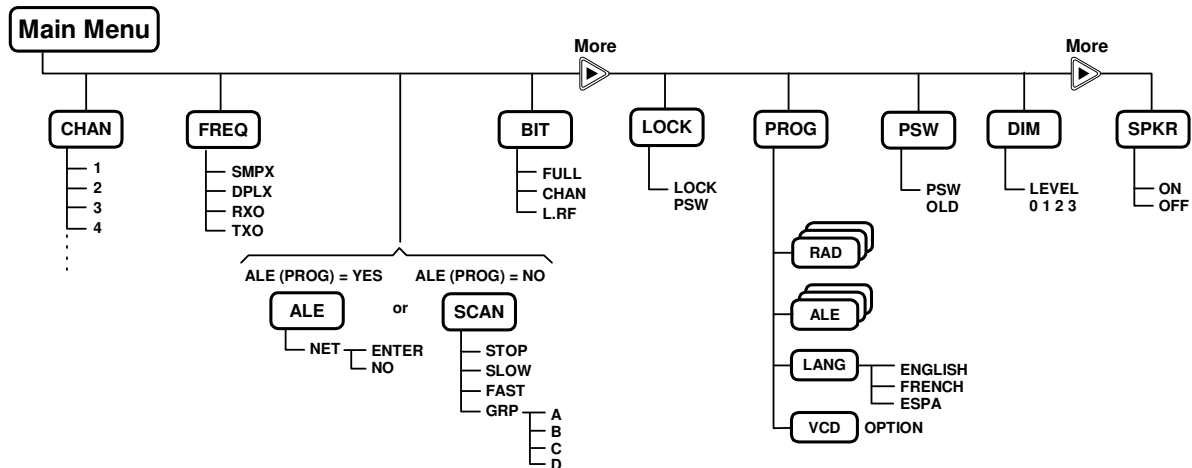 Main Menu
More
More
CHAN
1
2
3
4
FREQ
SMPX
DPLX
RXO
TXO
BIT
FULL
CHAN
L.RF
LOCK
LOCK
PSW
PROG
PSW
PSW
OLD
DIM
LEVEL
0 1 2 3
SPKR
ON
OFF
ALE (PROG) = YES
ALE
NET
ENTER
NO
or
ALE (PROG) = NO
SCAN
STOP
SLOW
FAST
GRP
A
B
C
D
RAD
ALE
LANG
ENGLISH
FRENCH
ESPA
VCD OPTION